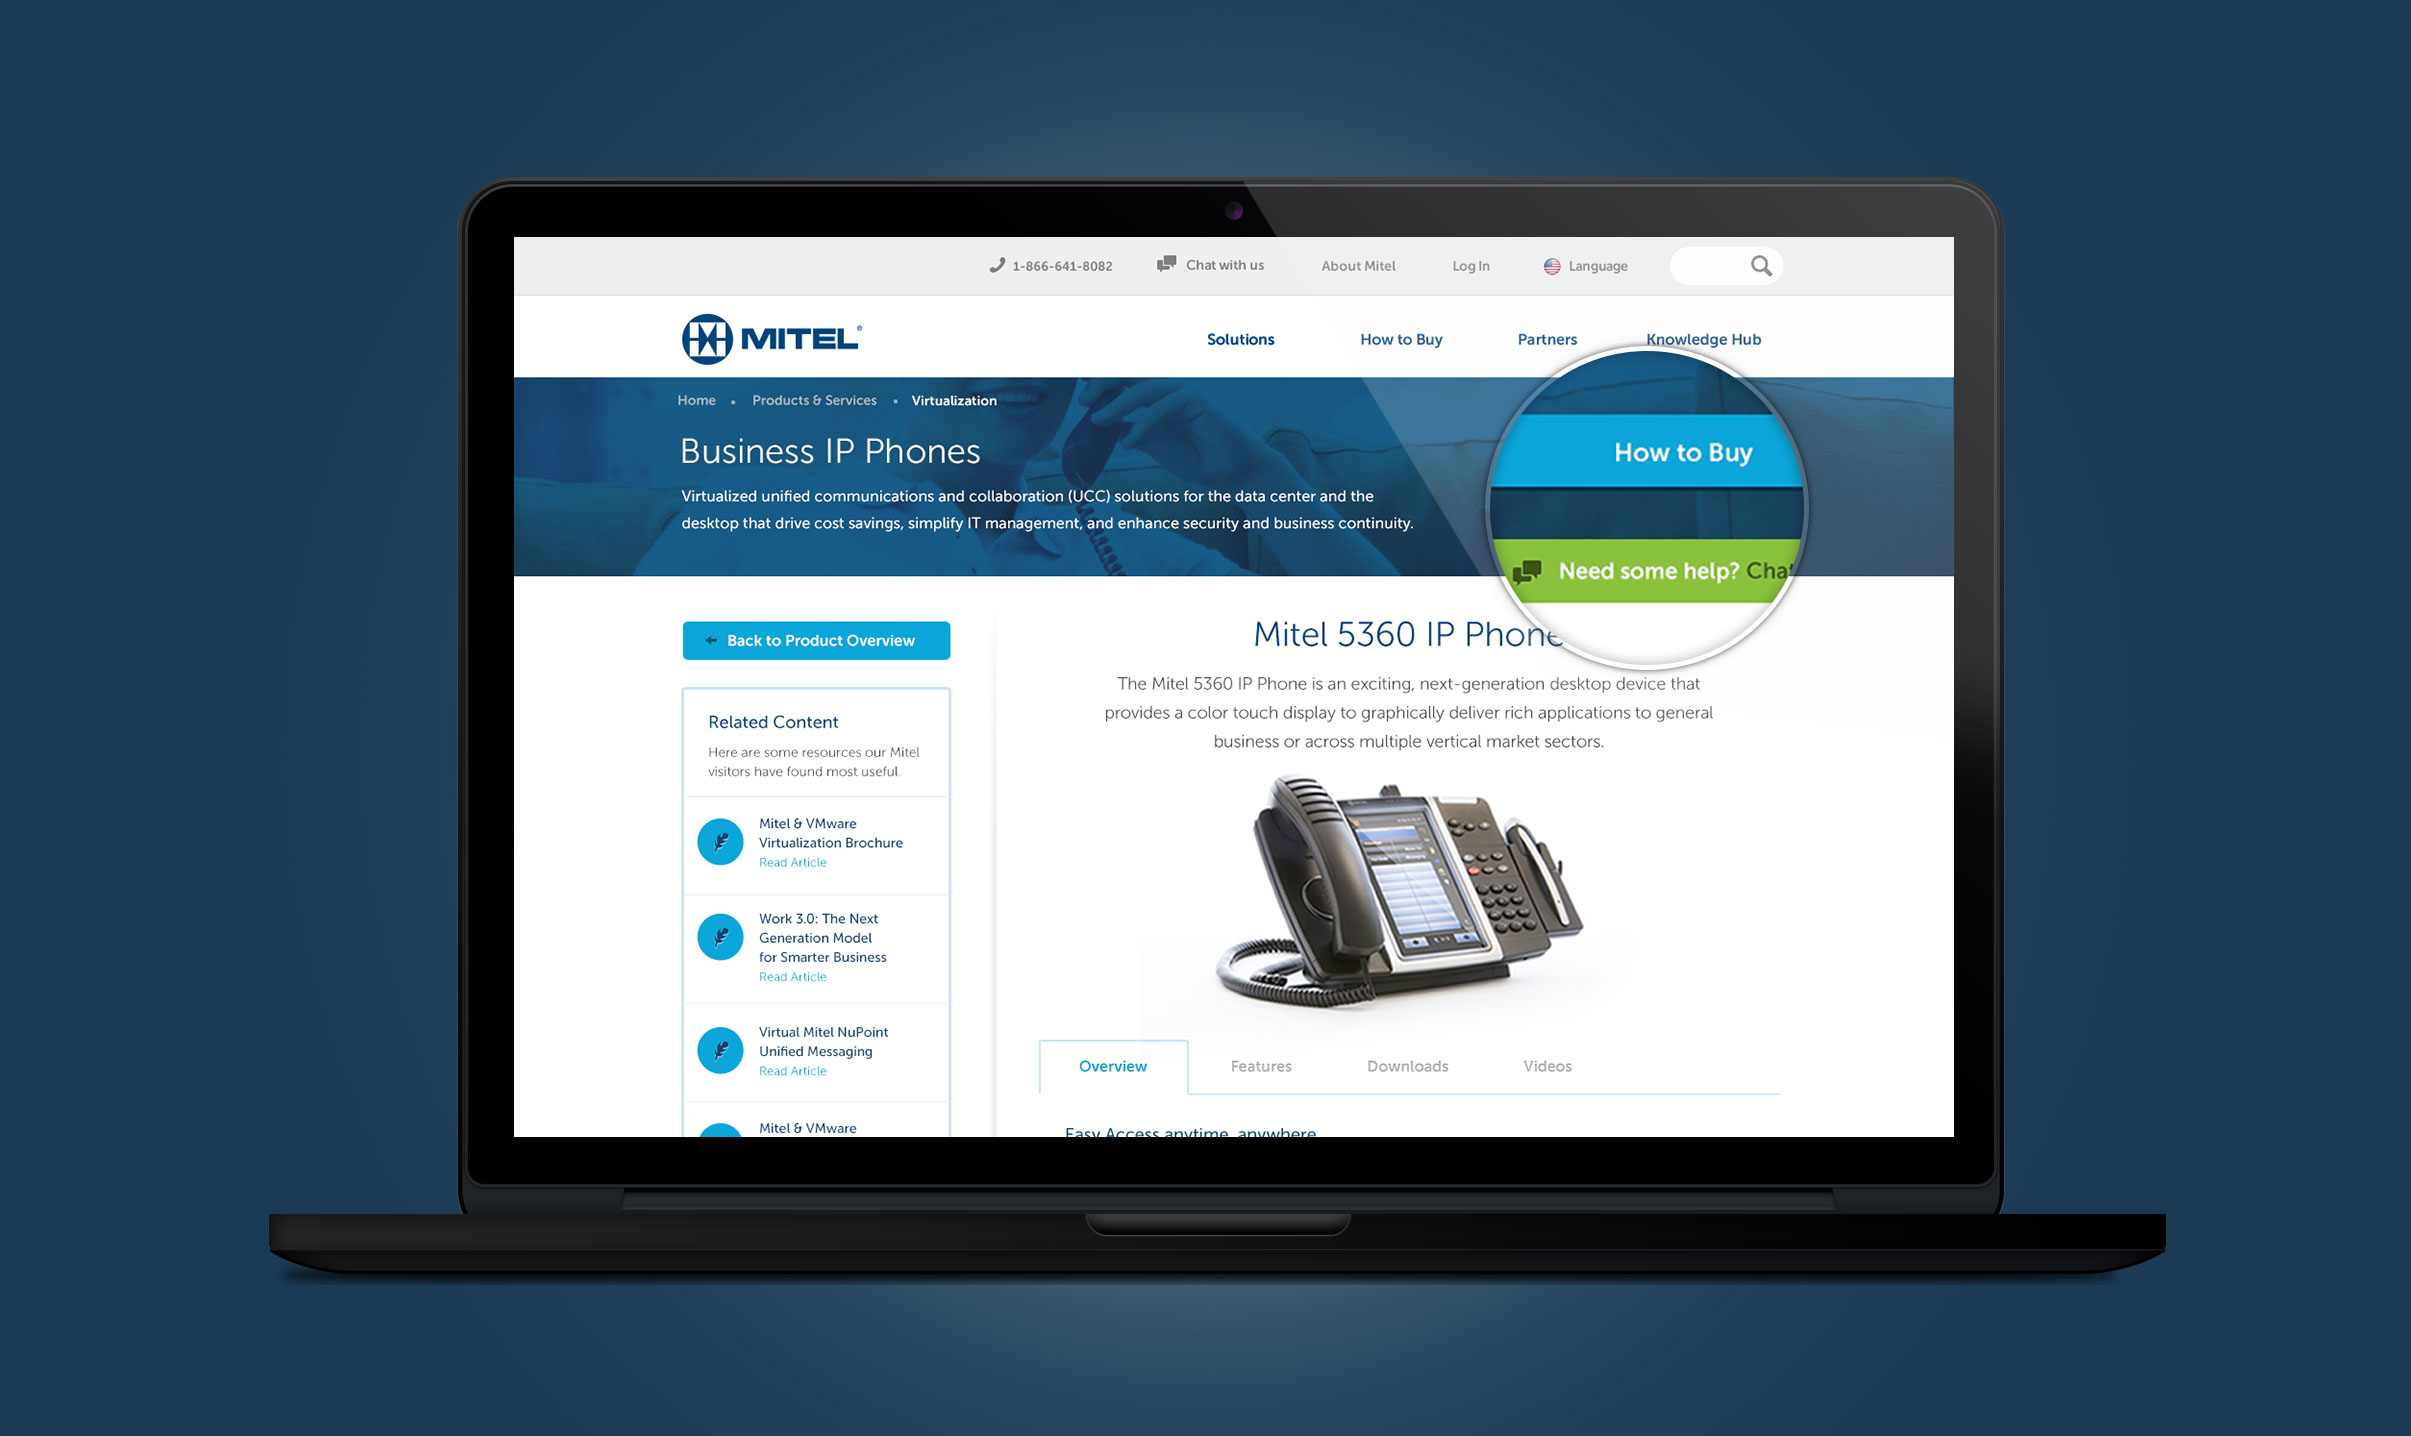 1-866-641-8082
Chat with us
About Mitel
Log In
Language
MITEL®
Solutions
How to Buy
Partners
Knowledge Hub
Home • Products & Services • Virtualization
Business IP Phones
Virtualized unified communications and collaboration (UCC) solutions for the data center and the
desktop that drive cost savings, simplify IT management, and enhance security and business continuity.
How to Buy
Need some help? Chat
Back to Product Overview
Related Content
Here are some resources our Mitel
visitors have found most useful.
Mitel & VMware
Virtualization Brochure
Read Article
Work 3.0: The Next
Generation Model
for Smarter Business
Read Article
Virtual Mitel NuPoint
Unified Messaging
Read Article
Mitel & VMware
Mitel 5360 IP Phone
The Mitel 5360 IP Phone is an exciting, next-generation desktop device that
provides a color touch display to graphically deliver rich applications to general
business or across multiple vertical market sectors.
Overview
Features
Downloads
Videos
Easy Access anytime, anywhere